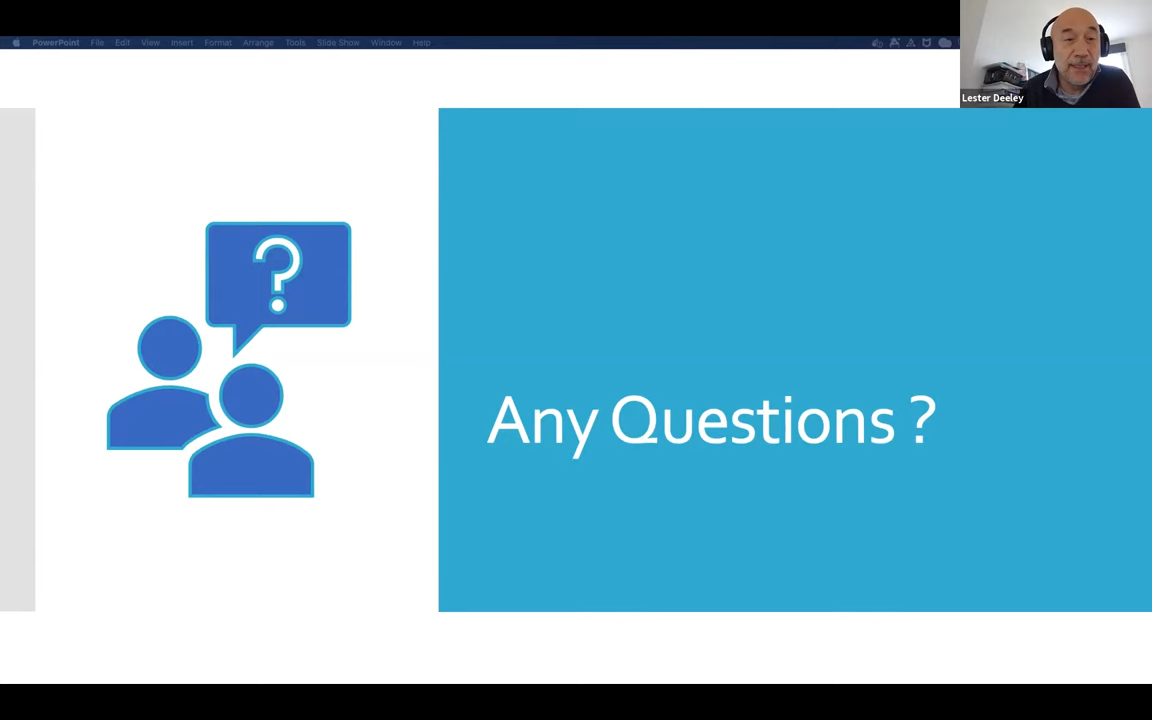 PowerPoint File Edit View Insert Format Arrange Tools Slide Show Window Help
Lester Deeley
?
Any Questions ?